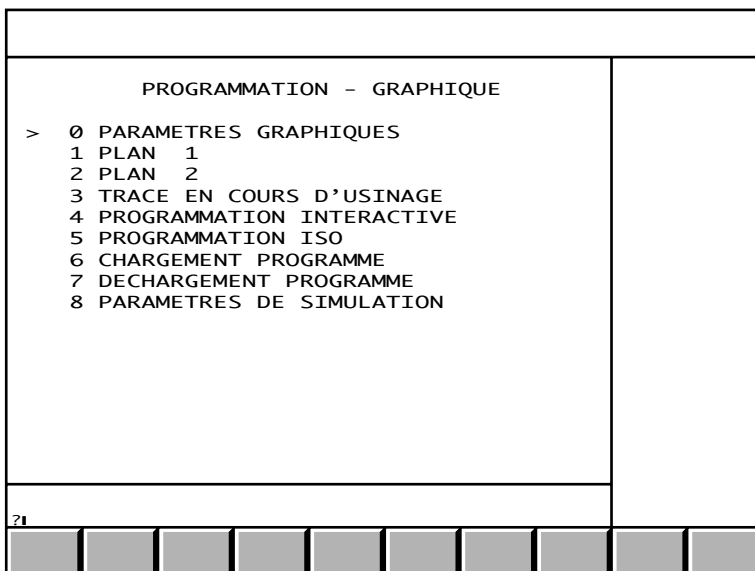 PROGRAMMATION - GRAPHIQUE
> 0 PARAMETRES GRAPHIQUES
1 PLAN 1
2 PLAN 2
3 TRACE EN COURS D'USINAGE
4 PROGRAMMATION INTERACTIVE
5 PROGRAMMATION ISO
6 CHARGEMENT PROGRAMME
7 DECHARGEMENT PROGRAMME
8 PARAMETRES DE SIMULATION
?